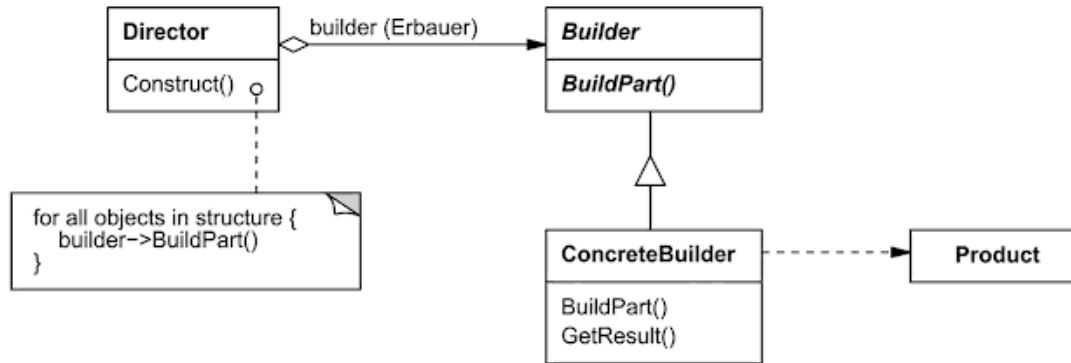 Director
Construct()
builder (Erbauer)
Builder
BuildPart()
for all objects in structure {
builder->BuildPart()
}
ConcreteBuilder
BuildPart()
GetResult()
Product